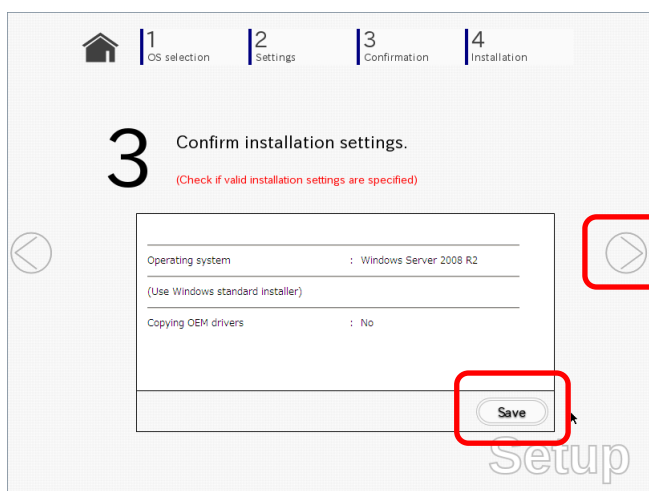 1 2 3 4
OS selection Settings Confirmation Installation
3 Confirm installation settings.
(Check if valid installation settings are specified)
Operating system : Windows Server 2008 R2
(Use Windows standard installer)
Copying OEM drivers : No
Save
Setup